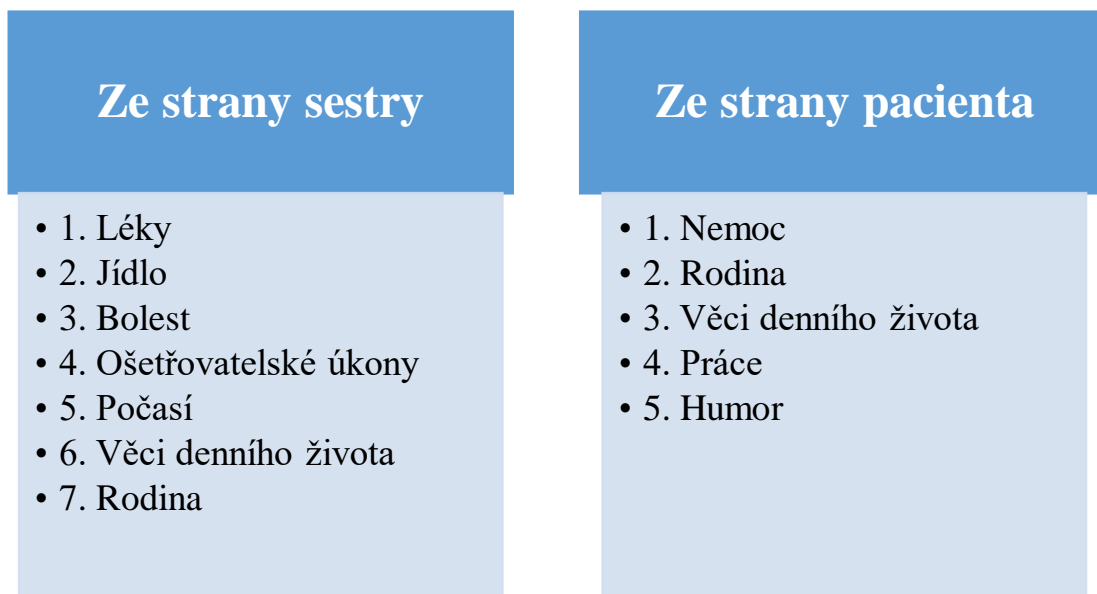 Ze strany sestry
• 1. Léky
• 2. Jídlo
• 3. Bolest
• 4. Ošetřovatelské úkony
• 5. Počasí
• 6. Věci denního života
• 7. Rodina
Ze strany pacienta
• 1. Nemoc
• 2. Rodina
• 3. Věci denního života
• 4. Práce
• 5. Humor